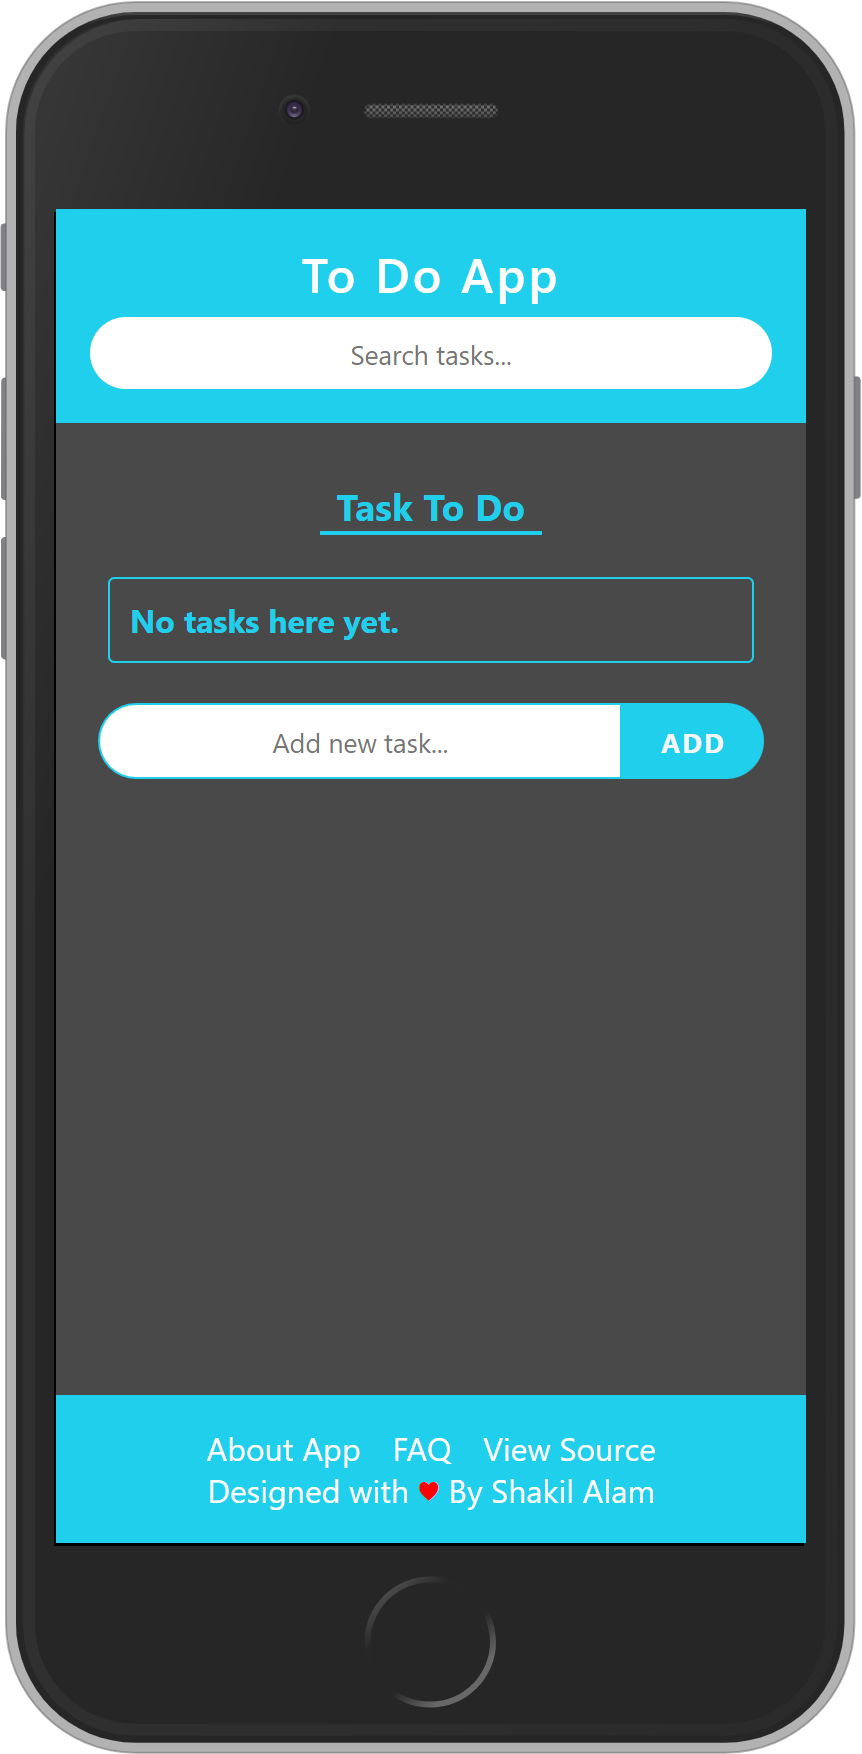 To Do App
Search tasks...
Task To Do
No tasks here yet.
Add new task... ADD
About App FAQ View Source
Designed with ♥ By Shakil Alam